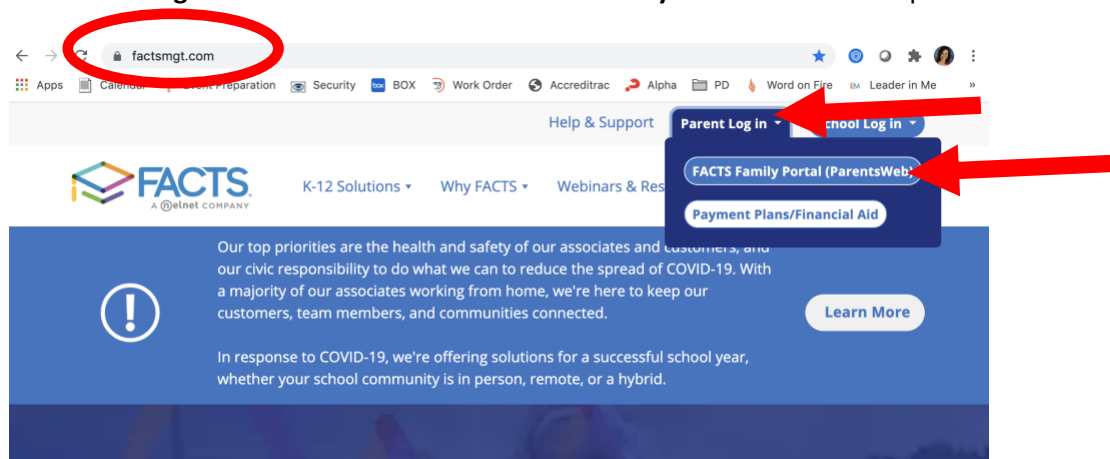 factsmgt.com
Apps Calendar Preparation Security box BOX Work Order Accreditrac Alpha PD Word on Fire LM Leader in Me »
Help & Support Parent Log in School Log in
FACTS
A nelnet COMPANY
K-12 Solutions Why FACTS Webinars &
FACTS Family Portal (ParentsWeb)
Payment Plans/Financial Aid
Our top priorities are the health and safety of our associates and customers, and
our civic responsibility to do what we can to reduce the spread of COVID-19. With
a majority of our associates working from home, we're here to keep our
customers, team members, and communities connected.
Learn More
In response to COVID-19, we're offering solutions for a successful school year,
whether your school community is in person, remote, or a hybrid.